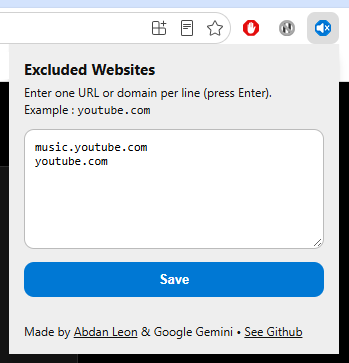 Excluded Websites
Enter one URL or domain per line (press Enter).
Example : youtube.com
music.youtube.com
youtube.com
Save
Made by Abdan Leon & Google Gemini • See Github